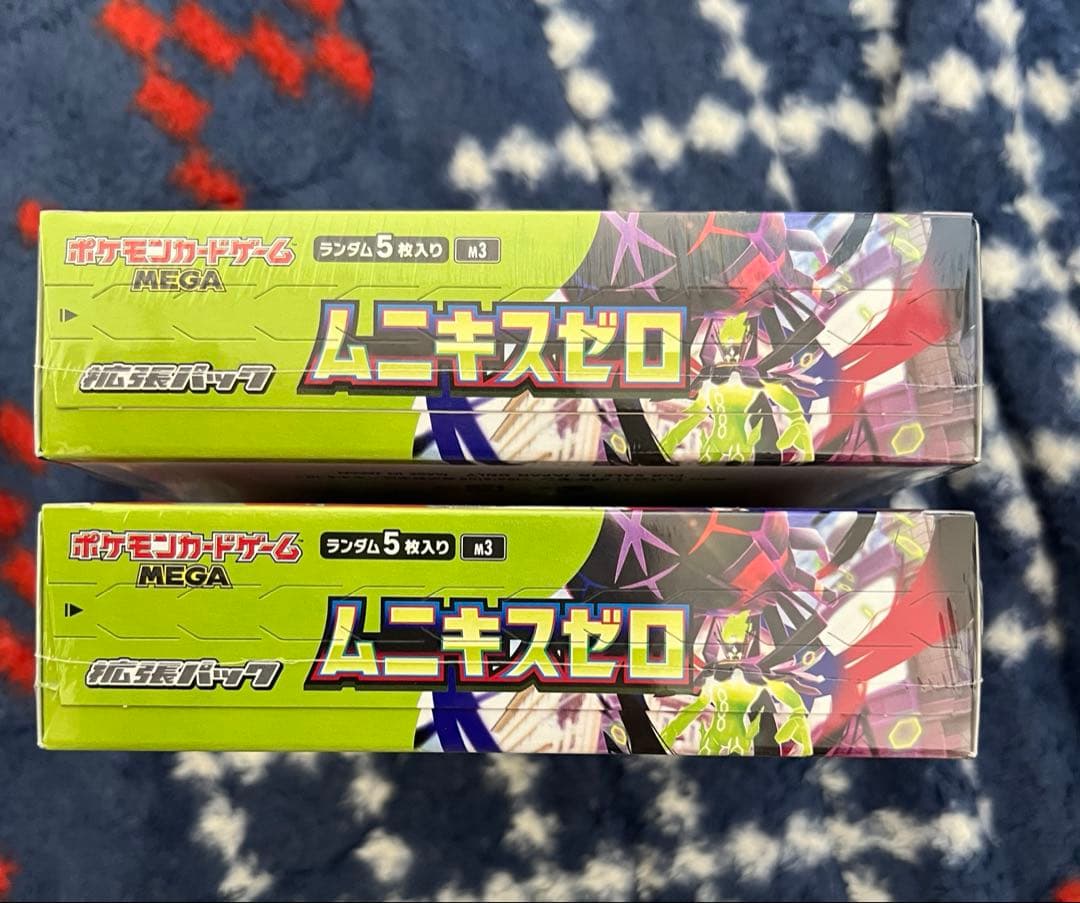 ポケモンカードゲーム
MEGA
ランダム5枚入り
M3
ムニキスゼロ
拡張パック
ポケモンカードゲーム
MEGA
ランダム5枚入り
M3
ムニキスゼロ
拡張パック